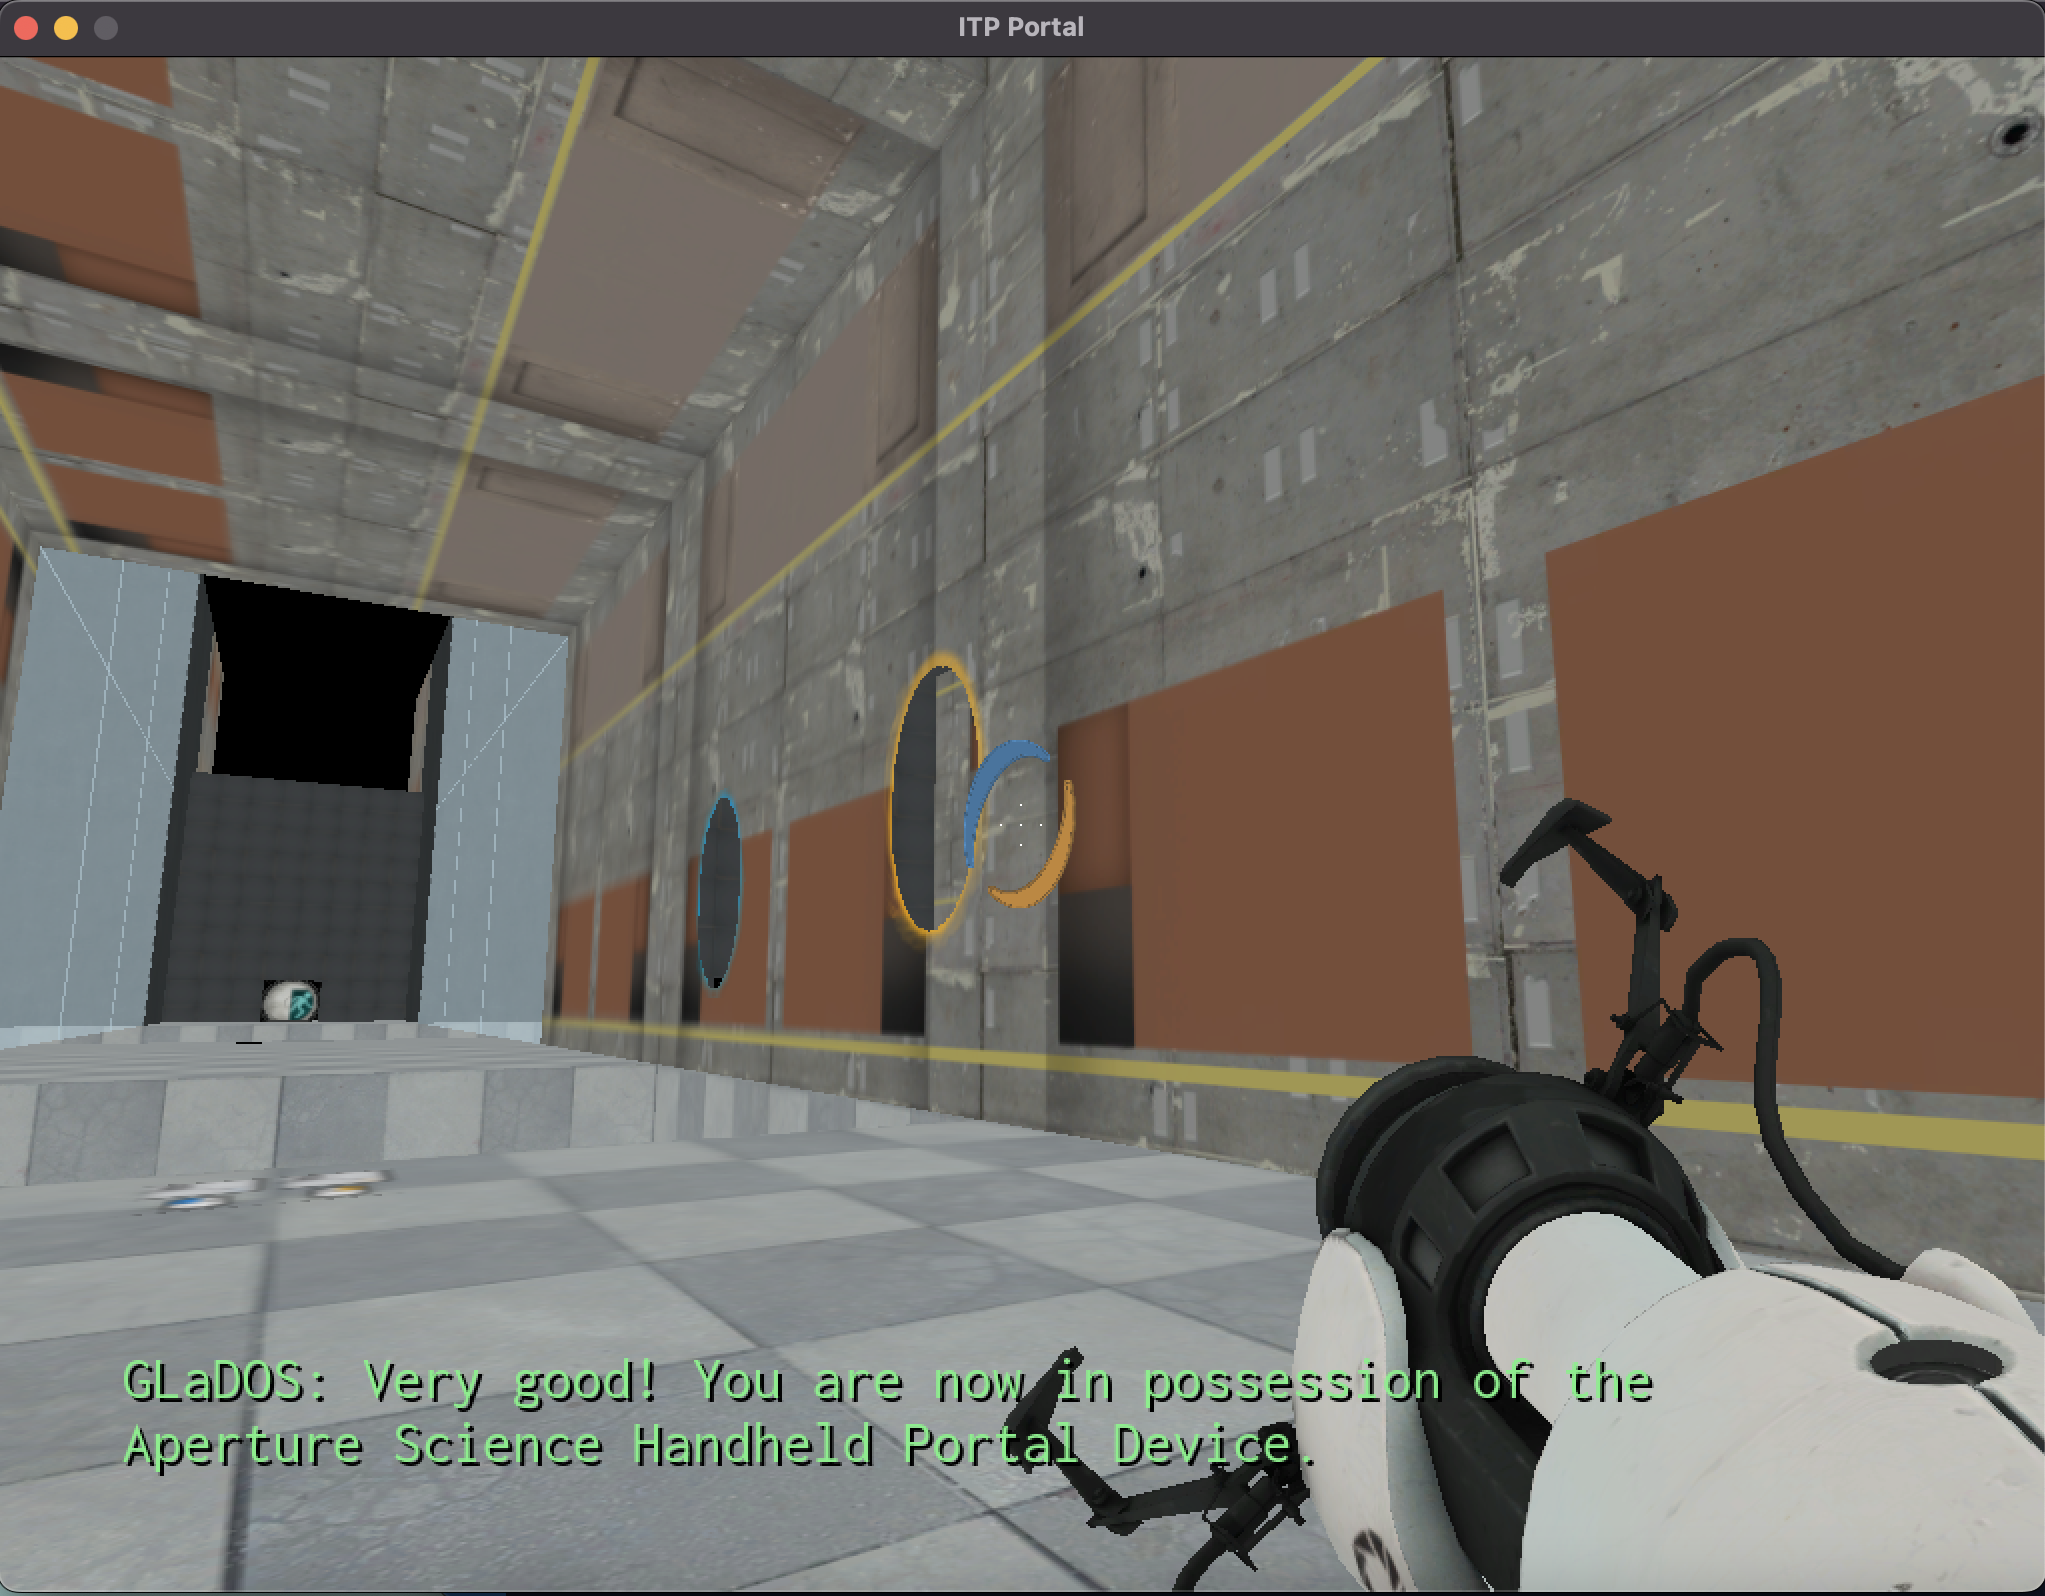 ITP Portal
GLaDOS: Very good! You are now in possession of the
Aperture Science Handheld Portal Device.